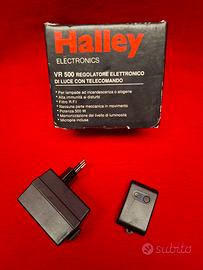 Halley
ELECTRONICS
VR 500 REGOLATORE ELETTRONICO
DI LUCE CON TELECOMANDO
• Per lampade ad incandescenza o alogene
• Alta immunità ai disturbi
• Filtro R.F.I.
• Nessuna parte meccanica in movimento
• Potenza 500 W
• Memorizzazione del livello di luminosità
• Micropila inclusa
subito